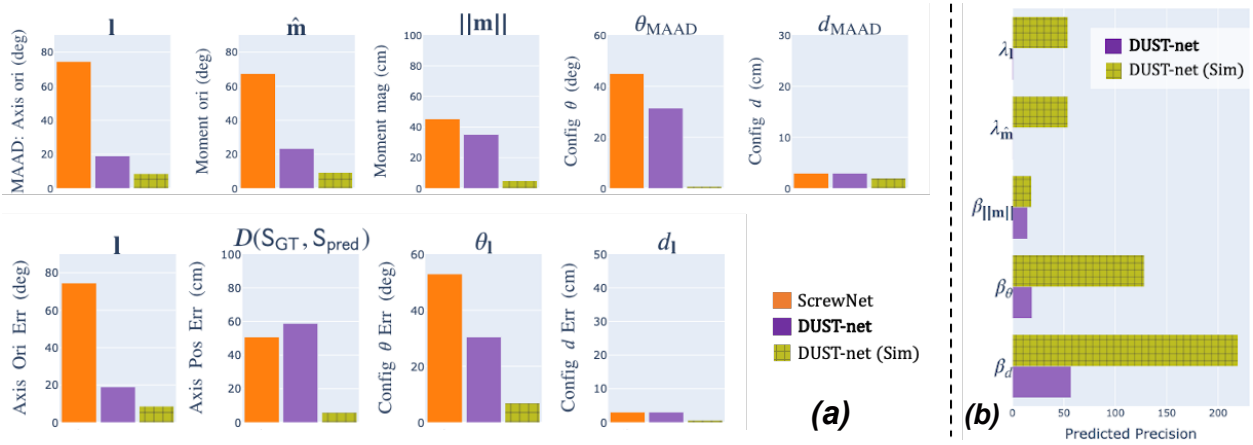 l
MAAD: Axis ori (deg)
80
60
40
20
0
m̂
Moment ori (deg)
80
60
40
20
0
||m||
Moment mag (cm)
100
80
60
40
20
0
θMAAD
Config θ (deg)
60
40
20
0
dMAAD
Config d (cm)
30
20
10
0
l
Axis Ori Err (deg)
80
60
40
20
0
D(SGT, Spred)
Axis Pos Err (cm)
100
80
60
40
20
0
θl
Config θ Err (deg)
60
50
40
30
20
10
0
dl
Config d Err (cm)
50
40
30
20
10
0
ScrewNet
DUST-net
DUST-net (Sim)
(a)
(b)
DUST-net
DUST-net (Sim)
λl
λm̂
β||m||
βθ
βd
0
50
100
150
200
Predicted Precision